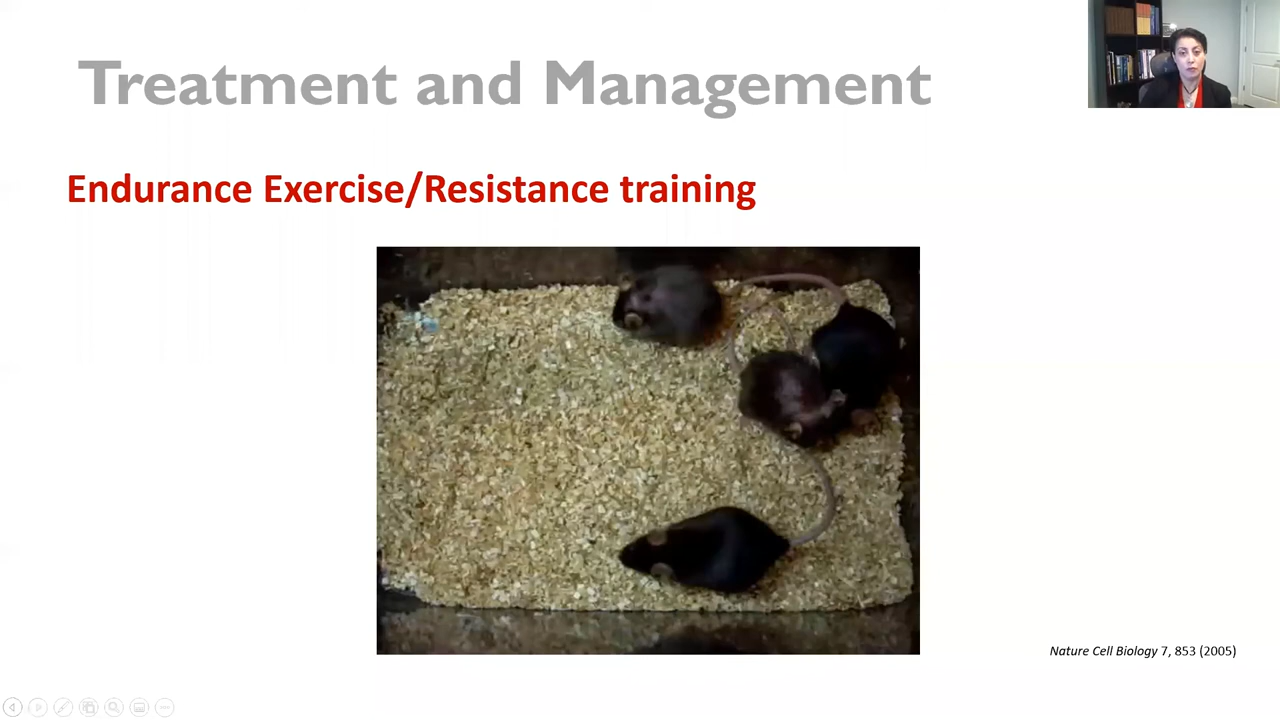 Treatment and Management
Endurance Exercise/Resistance training
Nature Cell Biology 7, 853 (2005)